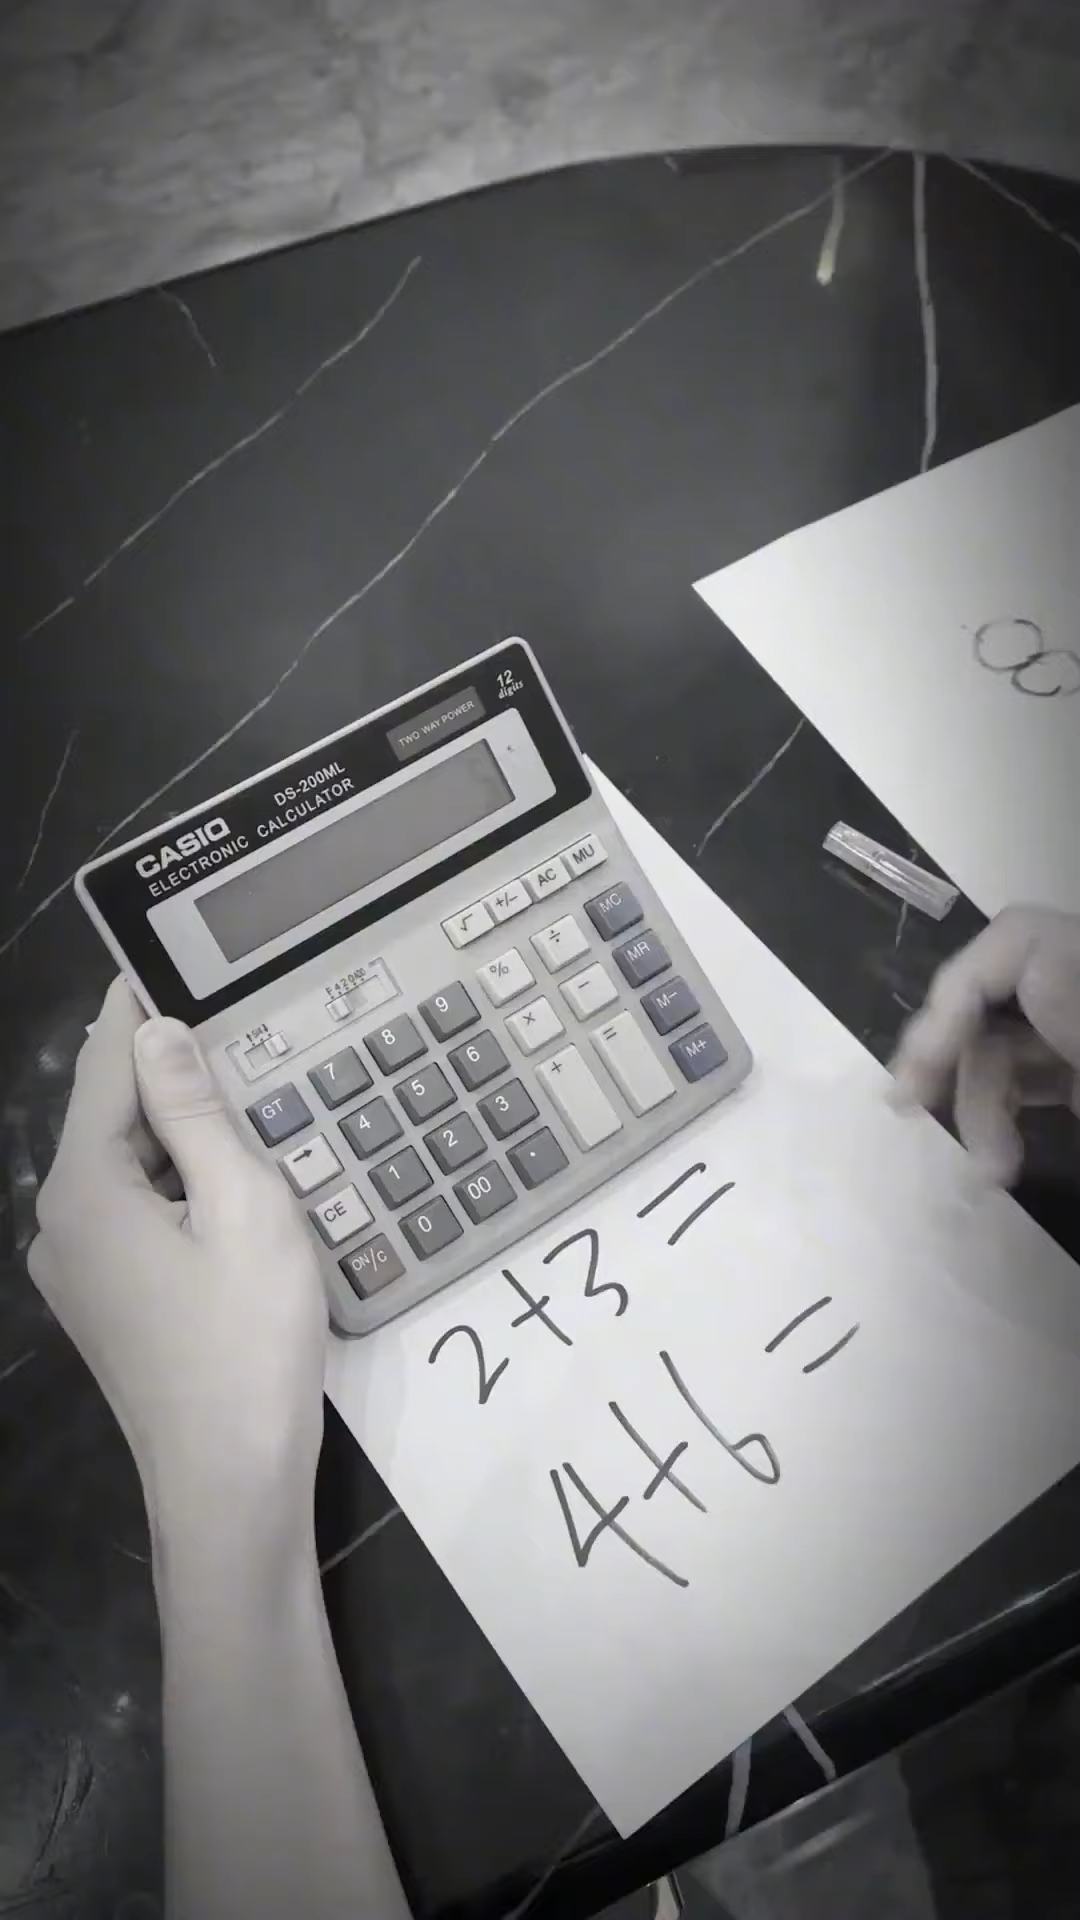 12
digits
TWO WAY POWER
DS-200ML
CASIO
ELECTRONIC CALCULATOR
√ +/- AC MU
% ÷ MC
7 8 9 × − MR
GT 4 5 6 + = M−
→ 1 2 3 M+
CE 0 00 .
ON/C
2+3=
4+6=